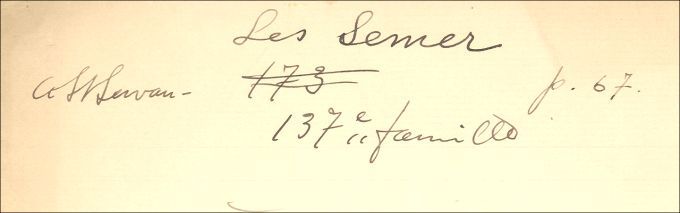 Les Semer
a St Servan - 173 p. 67.
137e famille